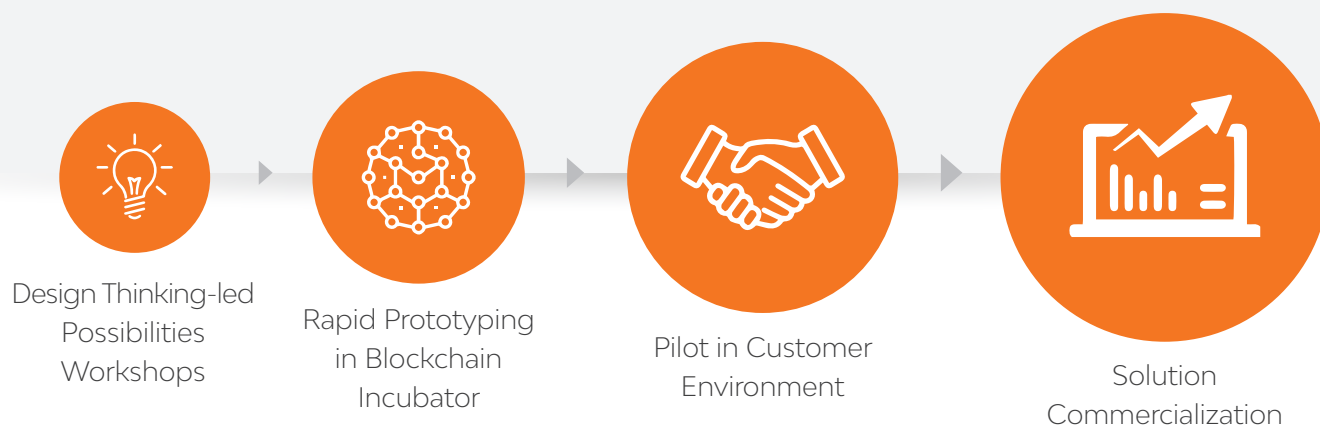 Design Thinking-led
Possibilities
Workshops
Rapid Prototyping
in Blockchain
Incubator
Pilot in Customer
Environment
Solution
Commercialization